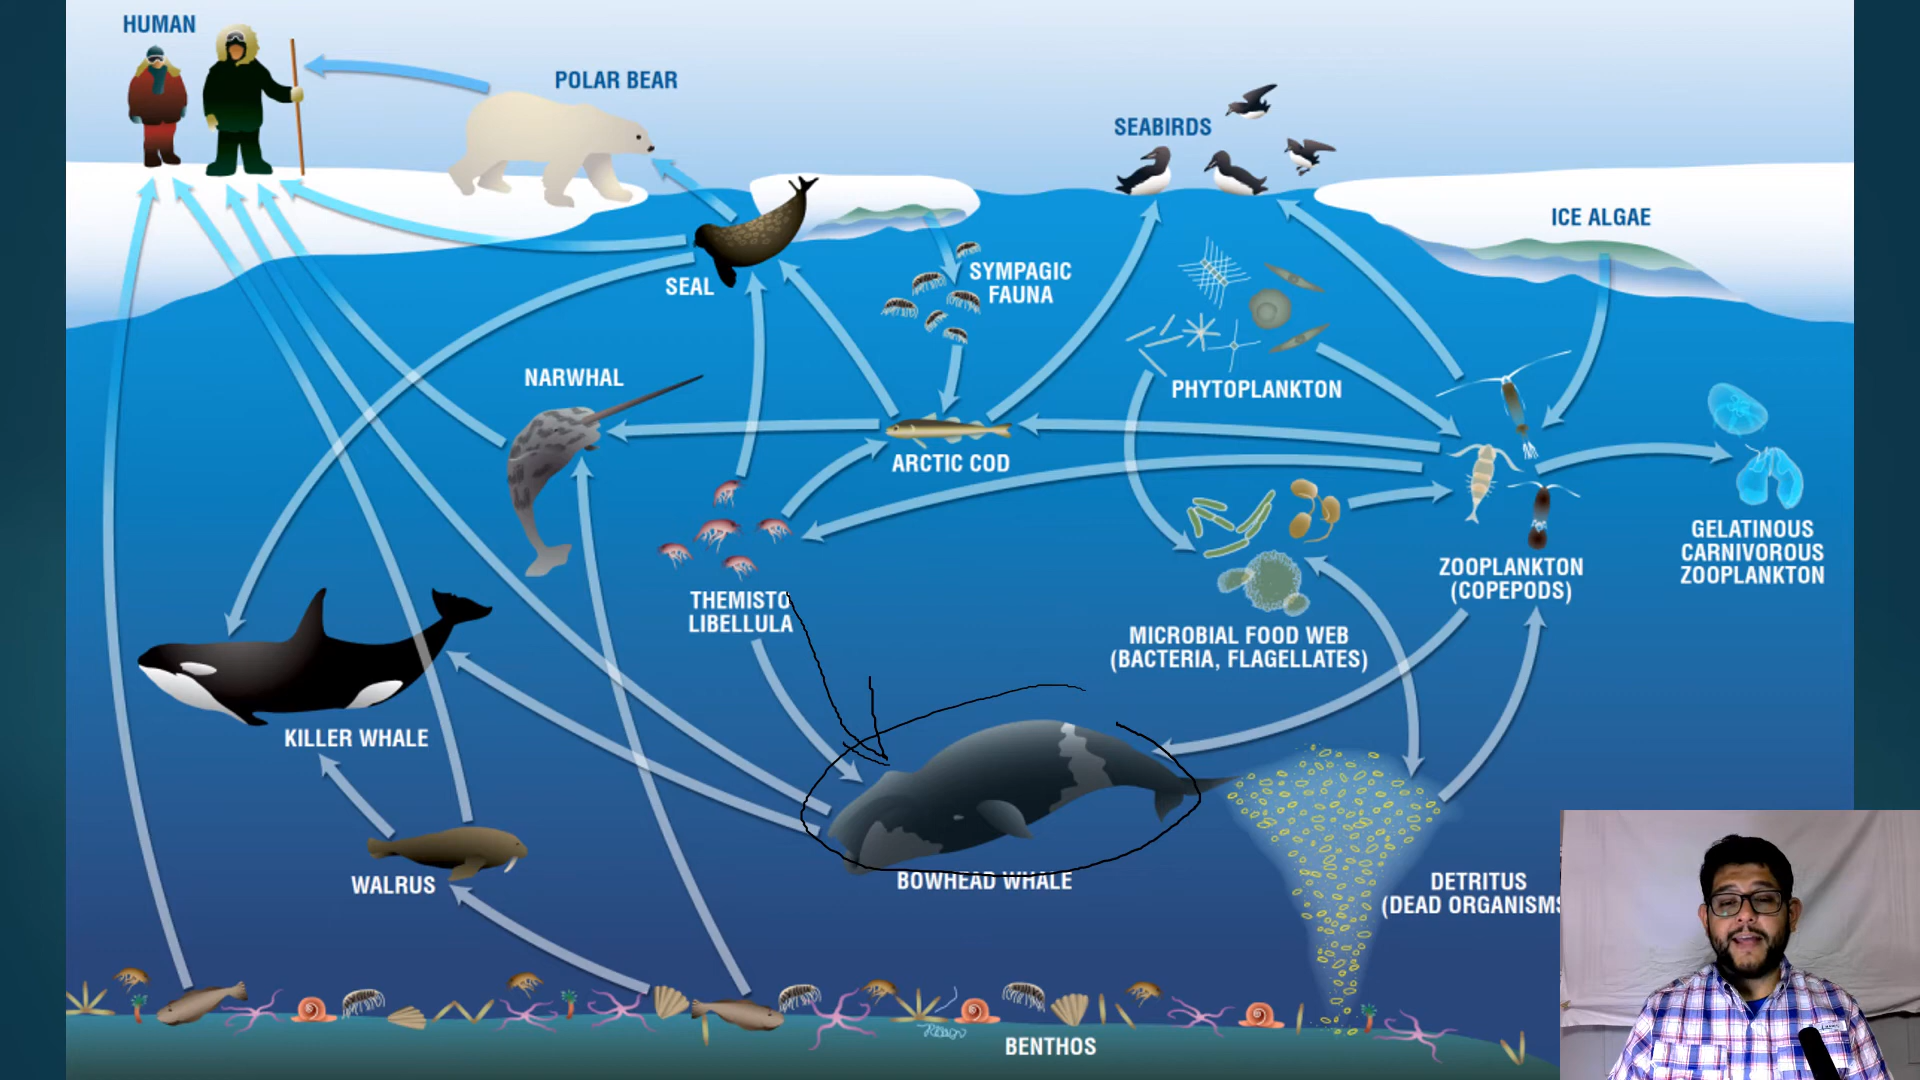 HUMAN
POLAR BEAR
SEABIRDS
ICE ALGAE
SEAL
SYMPAGIC
FAUNA
NARWHAL
PHYTOPLANKTON
ARCTIC COD
GELATINOUS
CARNIVOROUS
ZOOPLANKTON
ZOOPLANKTON
(COPEPODS)
THEMISTO
LIBELLULA
MICROBIAL FOOD WEB
(BACTERIA, FLAGELLATES)
KILLER WHALE
WALRUS
BOWHEAD WHALE
DETRITUS
(DEAD ORGANISMS
BENTHOS